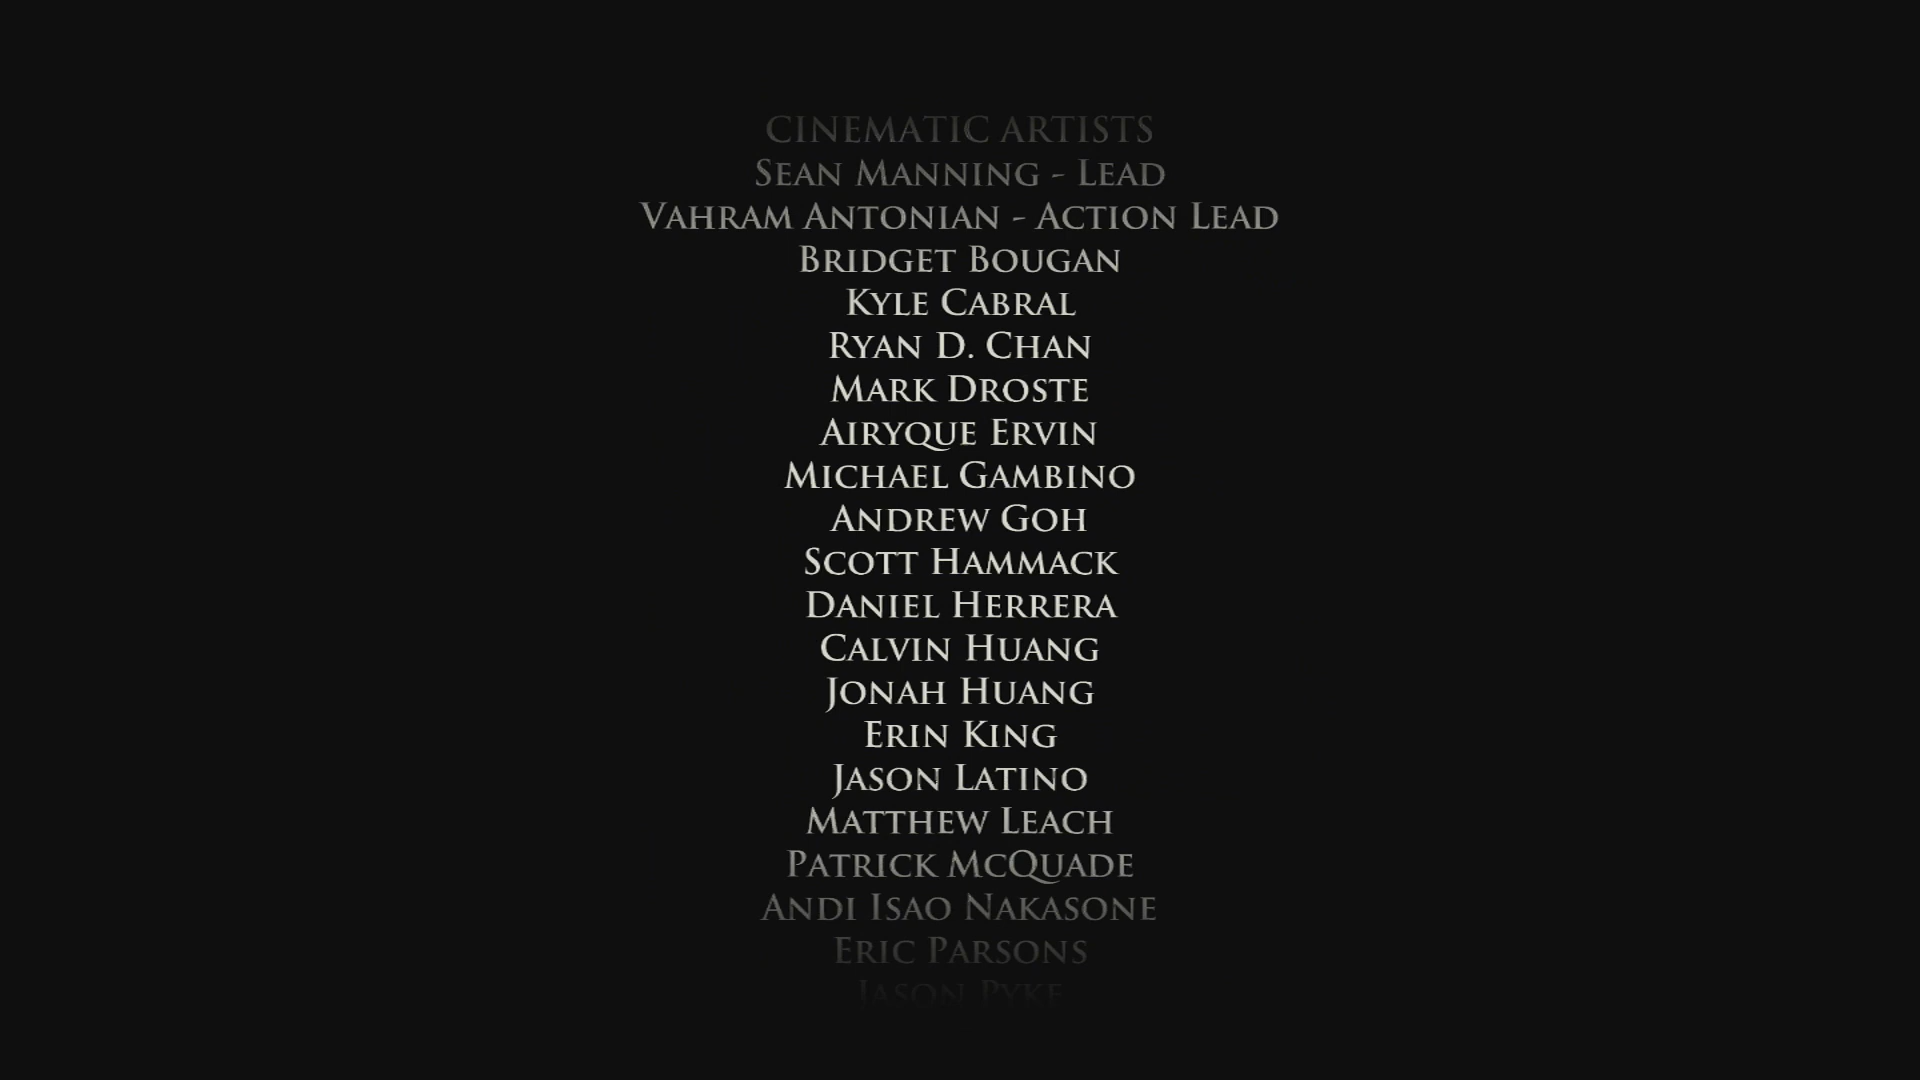 CINEMATIC ARTISTS
SEAN MANNING - LEAD
VAHRAM ANTONIAN - ACTION LEAD
BRIDGET BOUGAN
KYLE CABRAL
RYAN D. CHAN
MARK DROSTE
AIRYQUE ERVIN
MICHAEL GAMBINO
ANDREW GOH
SCOTT HAMMACK
DANIEL HERRERA
CALVIN HUANG
JONAH HUANG
ERIN KING
JASON LATINO
MATTHEW LEACH
PATRICK MCQUADE
ANDI ISAO NAKASONE
ERIC PARSONS
JASON PYKE